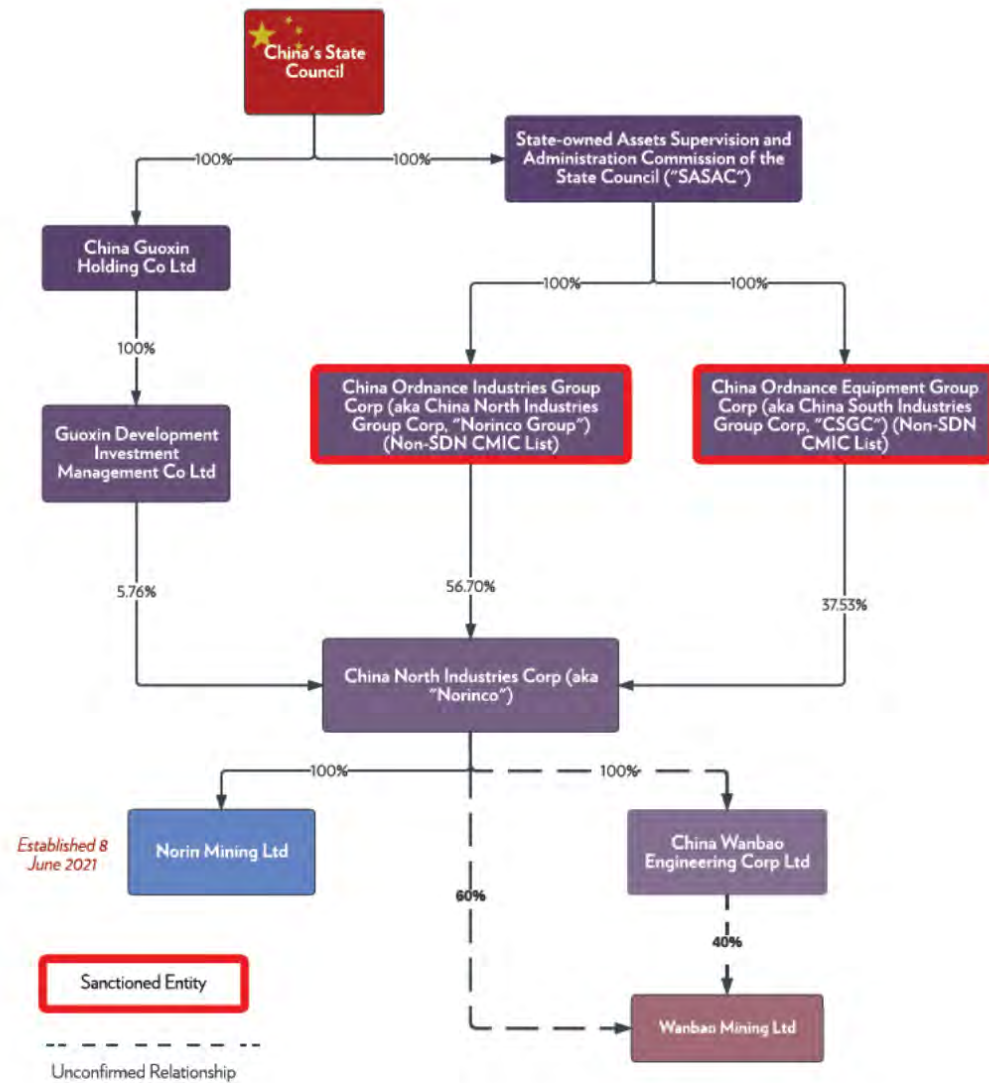 China's State
Council
100%
100%
State-owned Assets Supervision and
Administration Commission of the
State Council ("SASAC")
China Guoxin
Holding Co Ltd
100%
100%
100%
China Ordnance Industries Group
Corp (aka China North Industries
Group Corp, "Norinco Group")
(Non-SDN CMIC List)
China Ordnance Equipment Group
Corp (aka China South Industries
Group Corp, "CSGC") (Non-SDN
CMIC List)
Guoxin Development
Investment
Management Co Ltd
5.76%
56.70%
37.53%
China North Industries Corp (aka
"Norinco")
100%
100%
Established 8
June 2021
Norin Mining Ltd
China Wanbao
Engineering Corp Ltd
60%
40%
Sanctioned Entity
Wanbao Mining Ltd
Unconfirmed Relationship